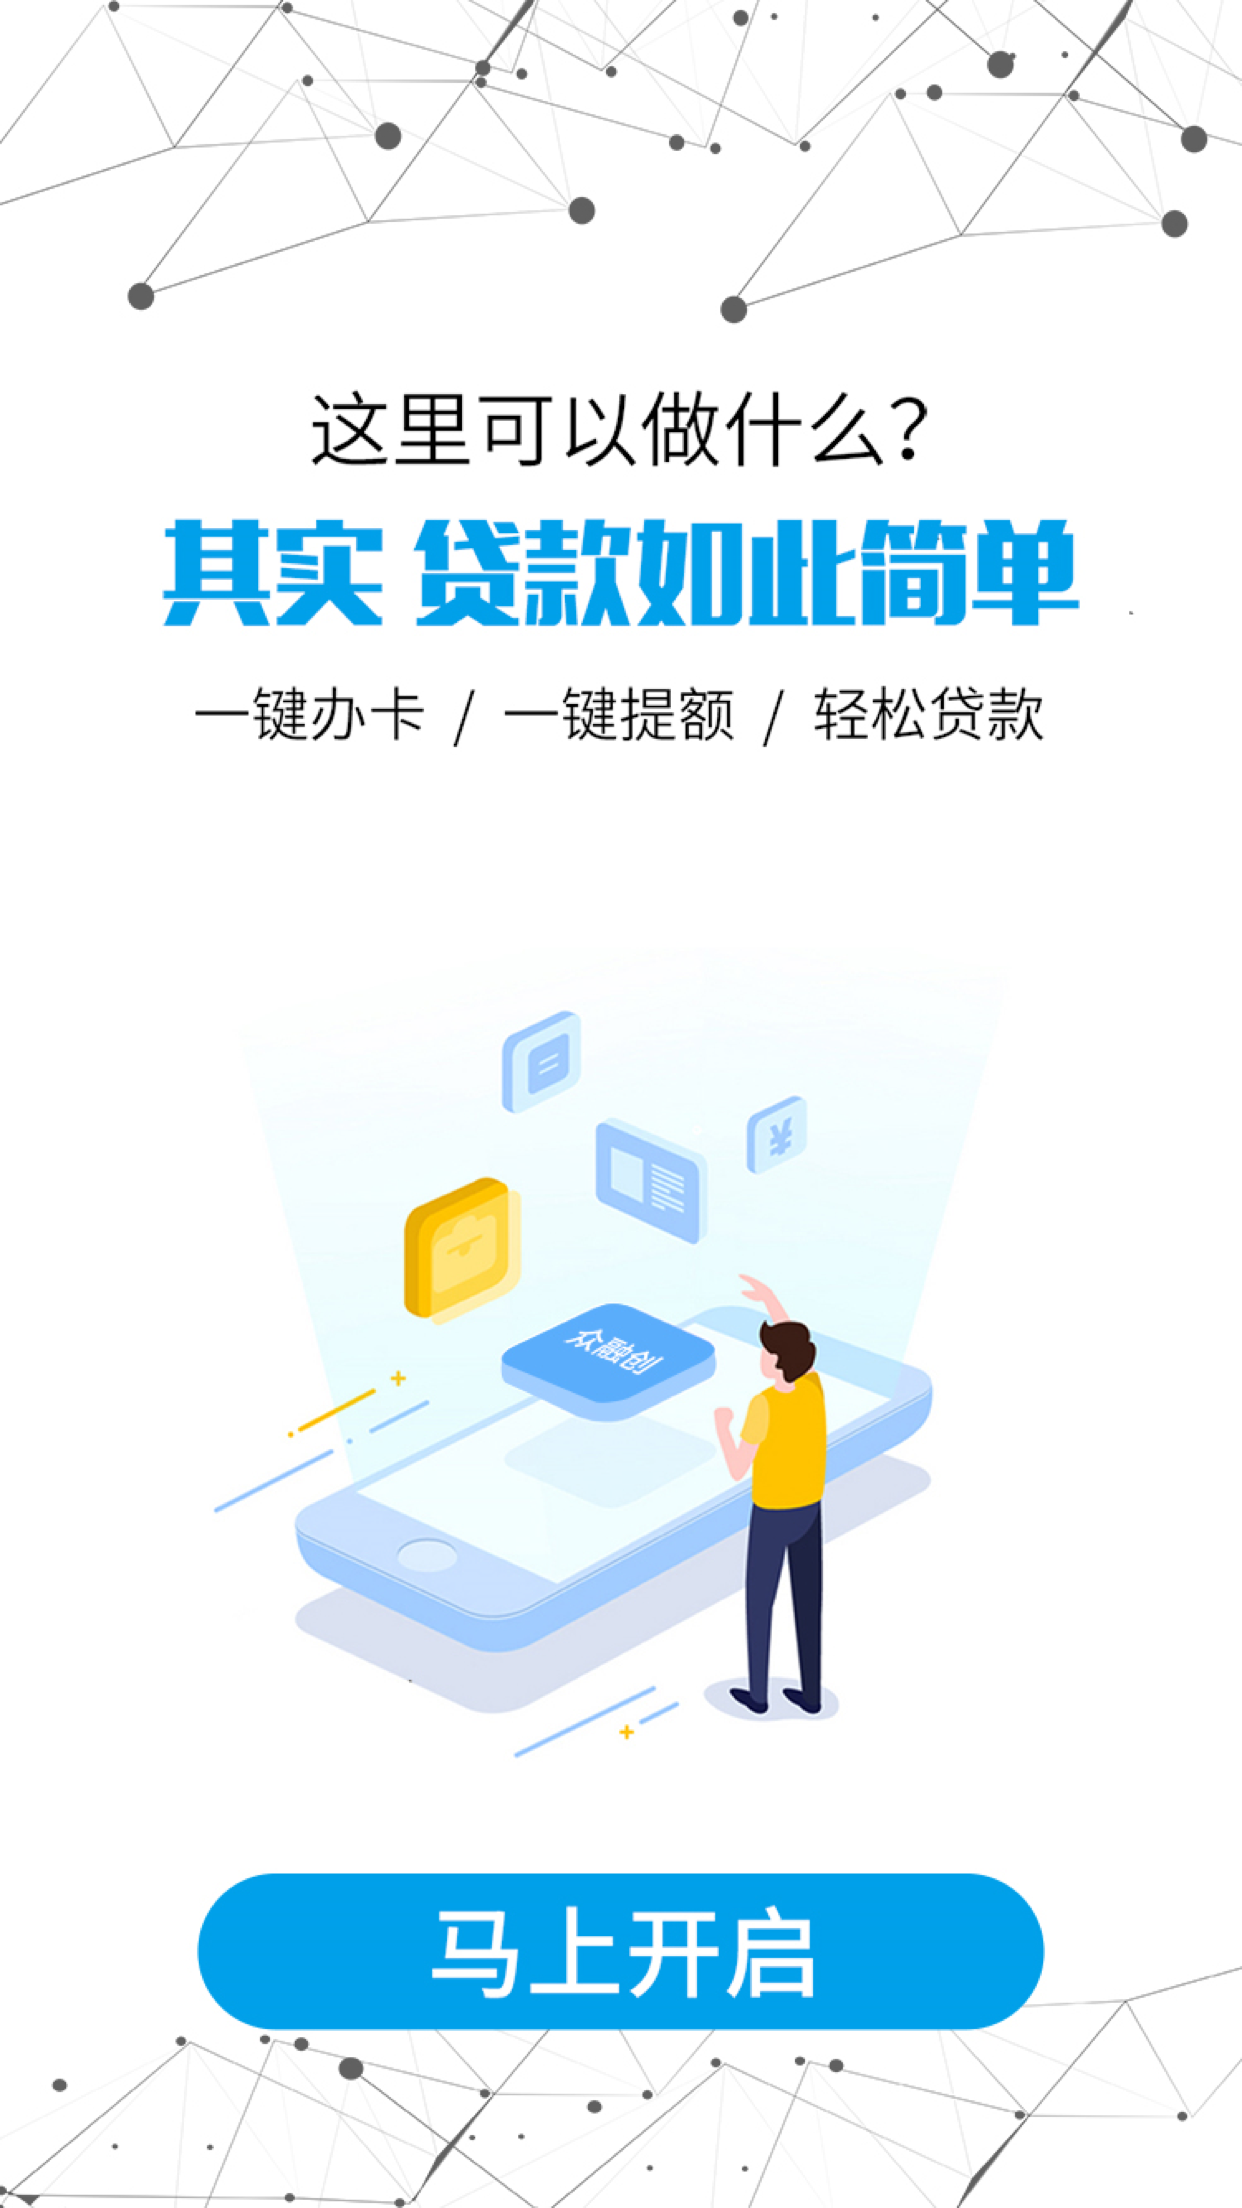 这里可以做什么?
其实 贷款如此简单
一键办卡 / 一键提额 / 轻松贷款
¥
众融创
马上开启